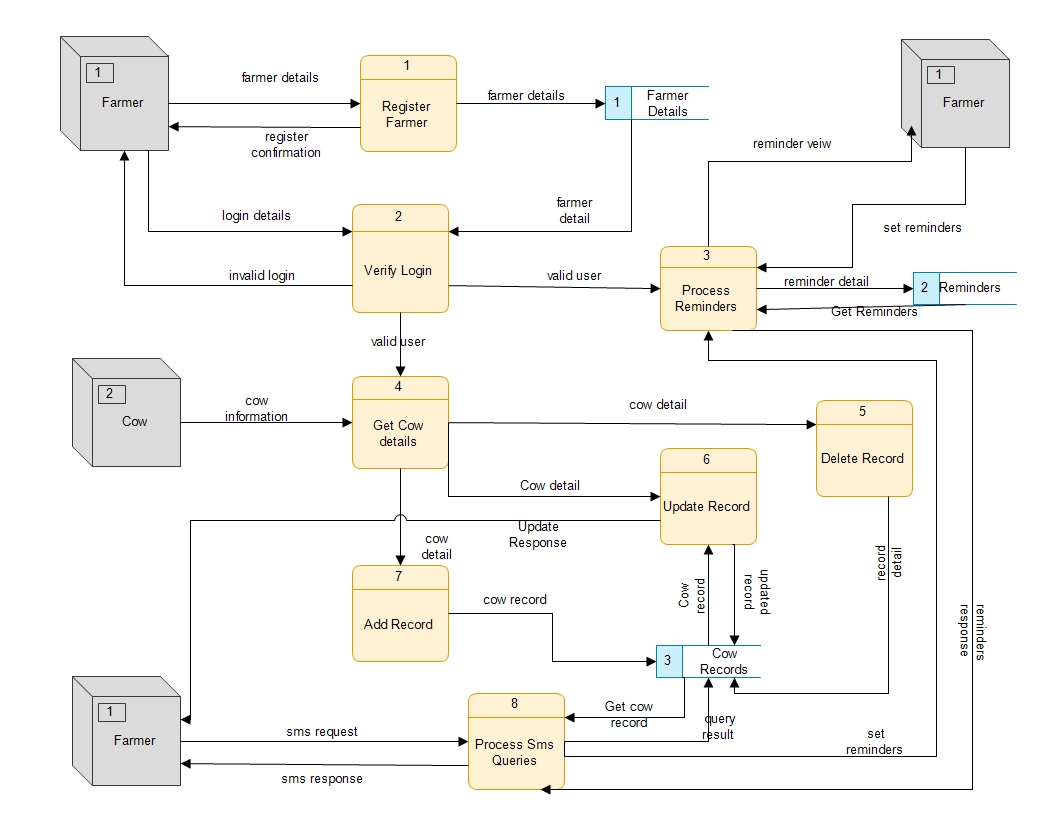 1
Farmer
farmer details
1
Register
Farmer
farmer details
1
Farmer
Details
1
Farmer
register
confirmation
reminder veiw
login details
2
Verify Login
farmer
detail
set reminders
invalid login
valid user
3
Process
Reminders
reminder detail
2
Reminders
Get Reminders
valid user
2
Cow
cow
information
4
Get Cow
details
cow detail
5
Delete Record
Cow detail
6
Update Record
Update
Response
cow
detail
7
Add Record
cow record
Cow
record
updated
record
record
detail
reminders
response
3
Cow
Records
1
Farmer
sms request
sms response
8
Process Sms
Queries
Get cow
record
query
result
set
reminders